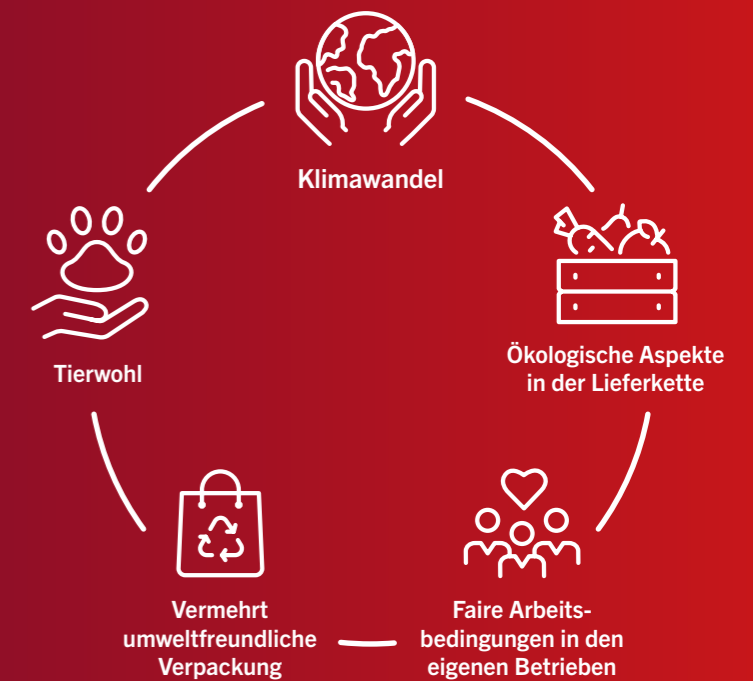 Klimawandel
Ökologische Aspekte
in der Lieferkette
Faire Arbeits-
bedingungen in den
eigenen Betrieben
Vermehrt
umweltfreundliche
Verpackung
Tierwohl